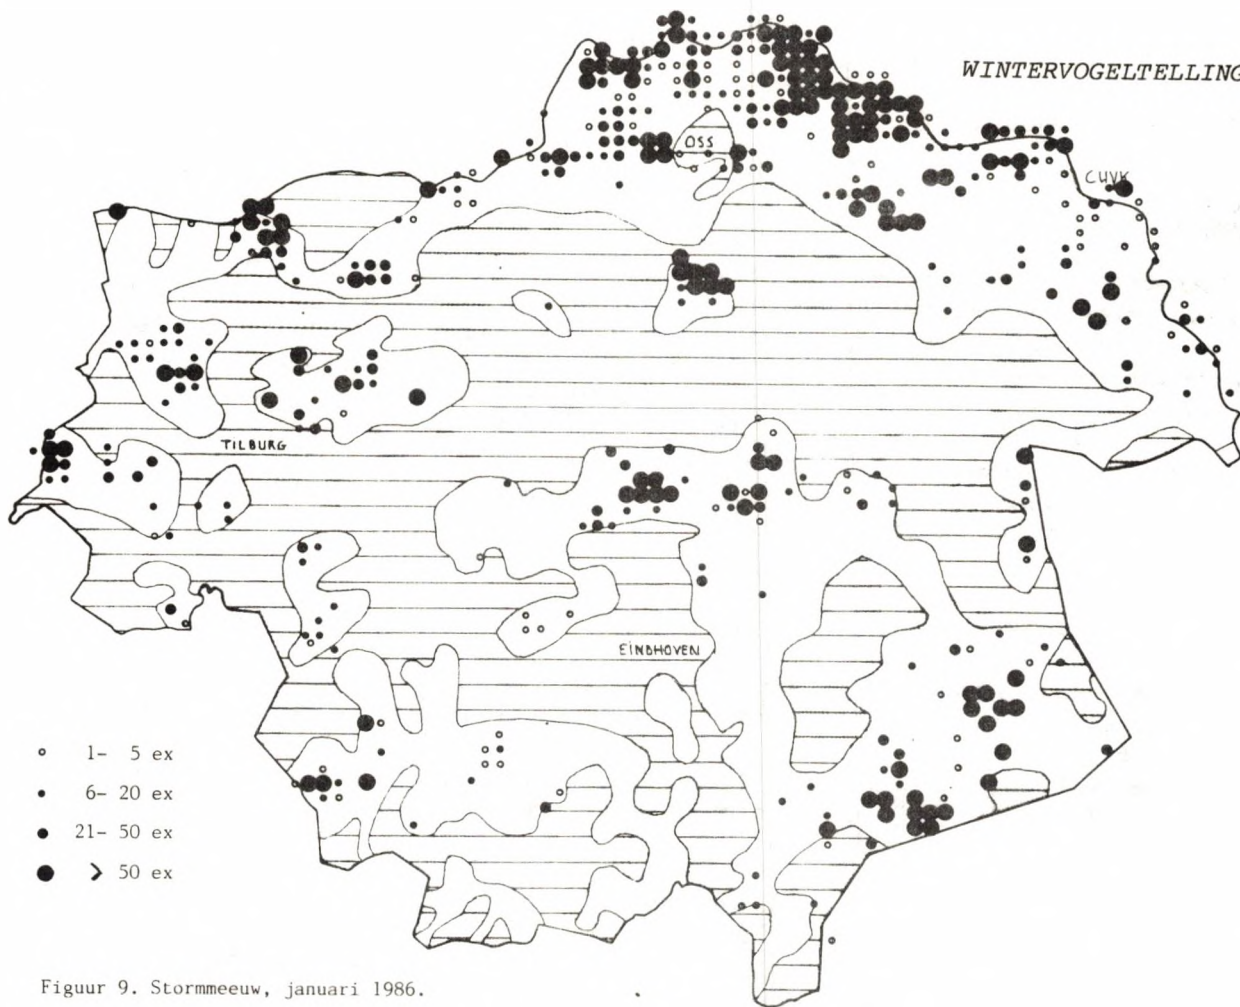 WINTERVOGELTELLING
OSS
CUYK
TILBURG
EINDHOVEN
1- 5 ex
6- 20 ex
21- 50 ex
> 50 ex
Figuur 9. Stormmeeuw, januari 1986.